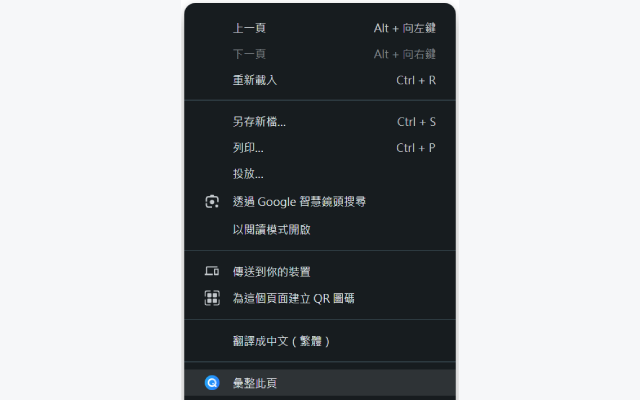 上一頁 Alt + 向左鍵
下一頁 Alt + 向右鍵
重新載入 Ctrl + R
另存新檔... Ctrl + S
列印... Ctrl + P
投放...
透過 Google 智慧鏡頭搜尋
以閱讀模式開啟
傳送到你的裝置
為這個頁面建立 QR 圖碼
翻譯成中文 ( 繁體 )
彙整此頁